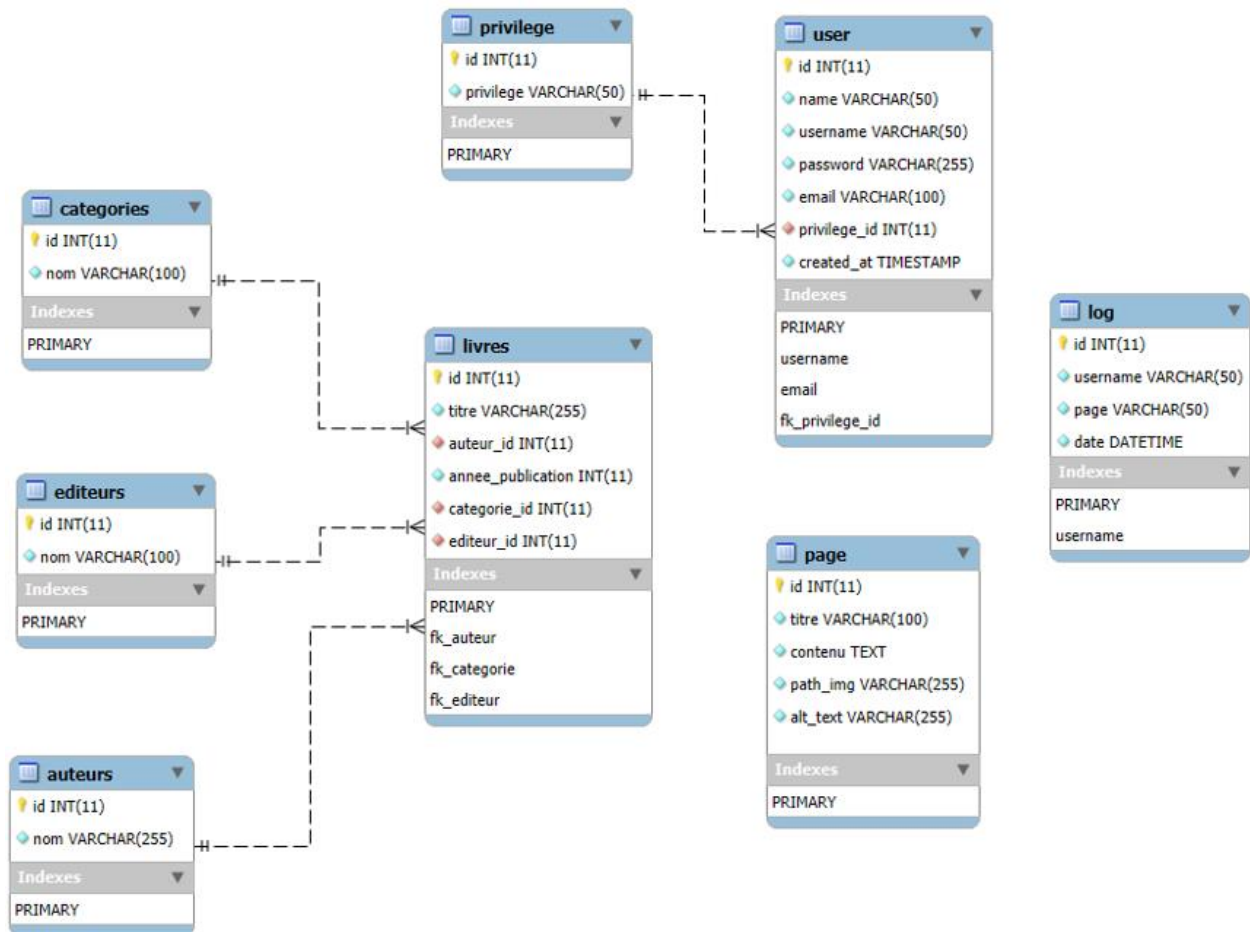 privilege
id INT(11)
privilege VARCHAR(50)
Indexes
PRIMARY
user
id INT(11)
name VARCHAR(50)
username VARCHAR(50)
password VARCHAR(255)
email VARCHAR(100)
privilege_id INT(11)
created_at TIMESTAMP
Indexes
PRIMARY
username
email
fk_privilege_id
categories
id INT(11)
nom VARCHAR(100)
Indexes
PRIMARY
livres
id INT(11)
titre VARCHAR(255)
auteur_id INT(11)
annee_publication INT(11)
categorie_id INT(11)
editeur_id INT(11)
Indexes
PRIMARY
fk_auteur
fk_categorie
fk_editeur
log
id INT(11)
username VARCHAR(50)
page VARCHAR(50)
date DATETIME
Indexes
PRIMARY
username
editeurs
id INT(11)
nom VARCHAR(100)
Indexes
PRIMARY
page
id INT(11)
titre VARCHAR(100)
contenu TEXT
path_img VARCHAR(255)
alt_text VARCHAR(255)
Indexes
PRIMARY
auteurs
id INT(11)
nom VARCHAR(255)
Indexes
PRIMARY